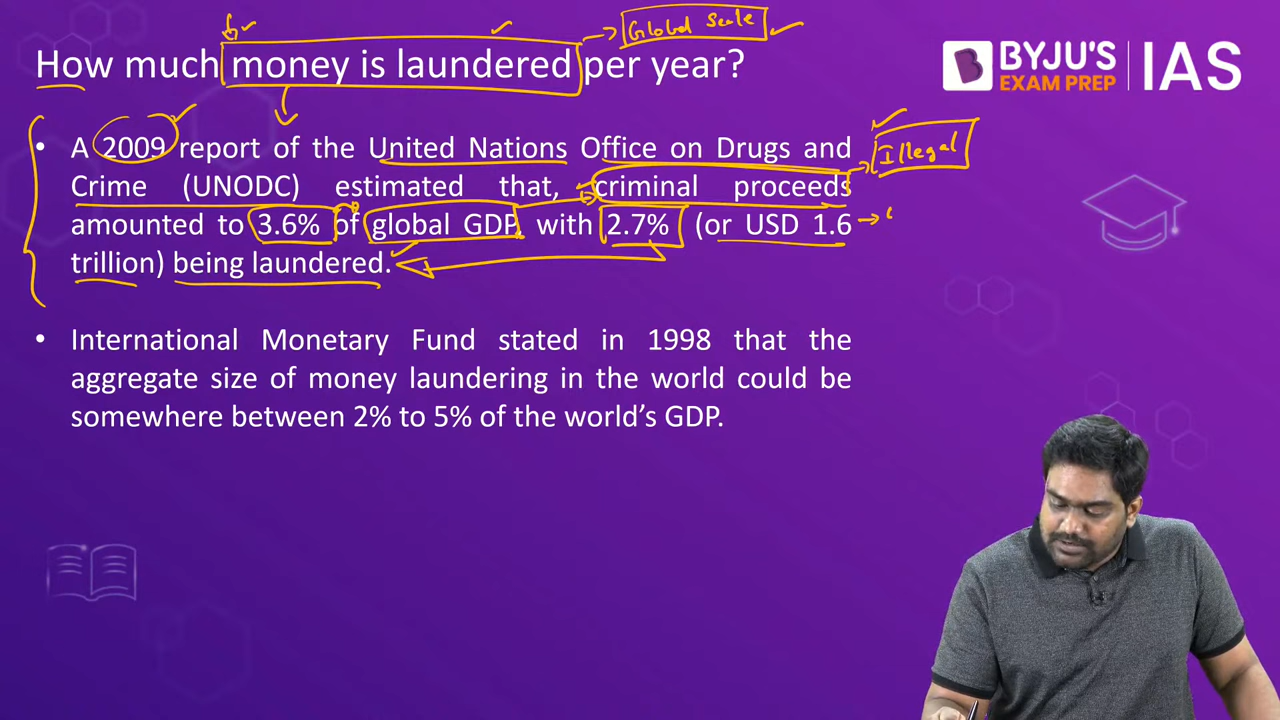 Global Scale
How much money is laundered per year?
BYJU'S
EXAM PREP
IAS
• A 2009 report of the United Nations Office on Drugs and
Illegal
Crime (UNODC) estimated that, criminal proceeds
amounted to 3.6% of global GDP, with 2.7% (or USD 1.6
trillion) being laundered.
• International Monetary Fund stated in 1998 that the
aggregate size of money laundering in the world could be
somewhere between 2% to 5% of the world's GDP.